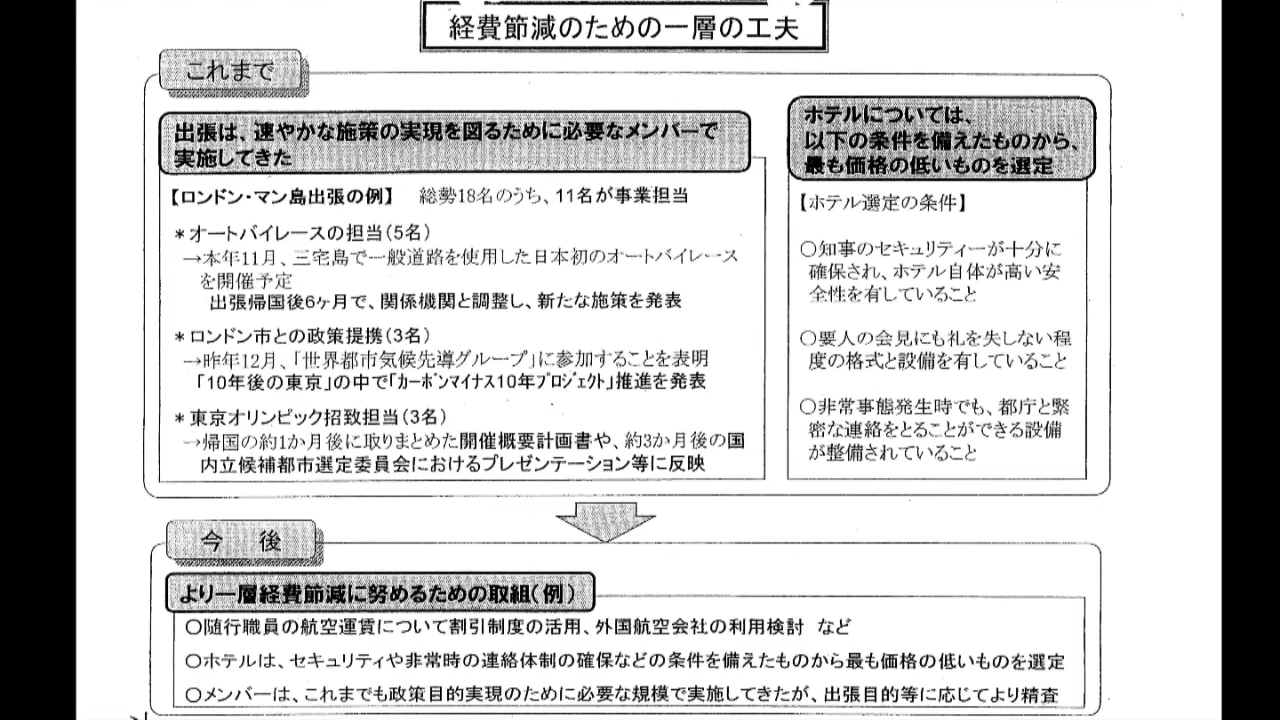 経費節減のための一層の工夫
これまで
出張は、速やかな施策の実現を図るために必要なメンバーで
実施してきた
【ロンドン・マン島出張の例】 総勢18名のうち、11名が事業担当
＊オートバイレースの担当(5名)
→本年11月、三宅島で一般道路を使用した日本初のオートバイレース
を開催予定
出張帰国後6ヶ月で、関係機関と調整し、新たな施策を発表
＊ロンドン市との政策提携(3名)
→昨年12月、「世界都市気候先導グループ」に参加することを表明
「10年後の東京」の中で「カーボンマイナス10年プロジェクト」推進を発表
＊東京オリンピック招致担当(3名)
→帰国の約1か月後に取りまとめた開催概要計画書や、約3か月後の国
内立候補都市選定委員会におけるプレゼンテーション等に反映
ホテルについては、
以下の条件を備えたものから、
最も価格の低いものを選定
【ホテル選定の条件】
○知事のセキュリティーが十分に
確保され、ホテル自体が高い安
全性を有していること
○要人の会見にも礼を失しない程
度の格式と設備を有していること
○非常事態発生時でも、都庁と緊
密な連絡をとることができる設備
が整備されていること
今 後
より一層経費節減に努めるための取組(例)
○随行職員の航空運賃について割引制度の活用、外国航空会社の利用検討 など
○ホテルは、セキュリティや非常時の連絡体制の確保などの条件を備えたものから最も価格の低いものを選定
○メンバーは、これまでも政策目的実現のために必要な規模で実施してきたが、出張目的等に応じてより精査